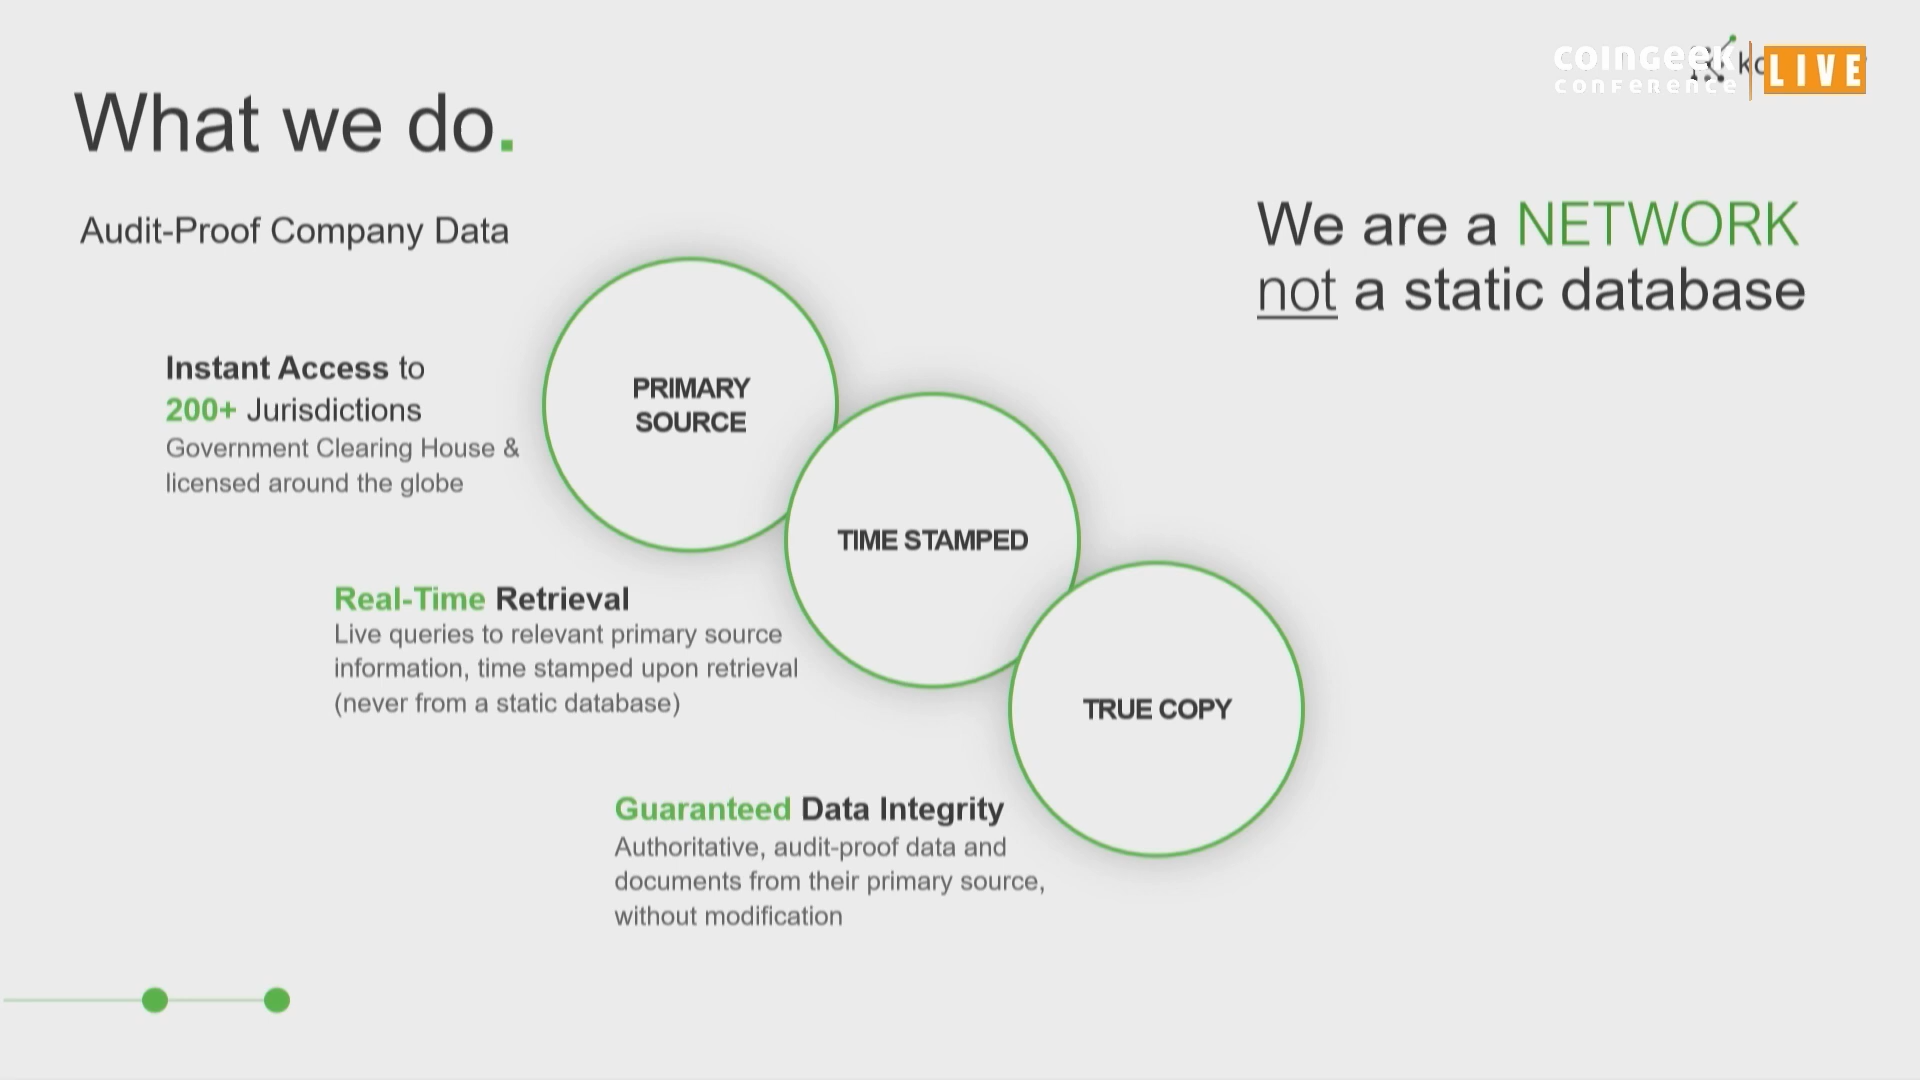 COINGEEK
CONFERENCE
LIVE
What we do.
Audit-Proof Company Data
We are a NETWORK
not a static database
Instant Access to
200+ Jurisdictions
Government Clearing House &
licensed around the globe
PRIMARY
SOURCE
TIME STAMPED
Real-Time Retrieval
Live queries to relevant primary source
information, time stamped upon retrieval
(never from a static database)
TRUE COPY
Guaranteed Data Integrity
Authoritative, audit-proof data and
documents from their primary source,
without modification